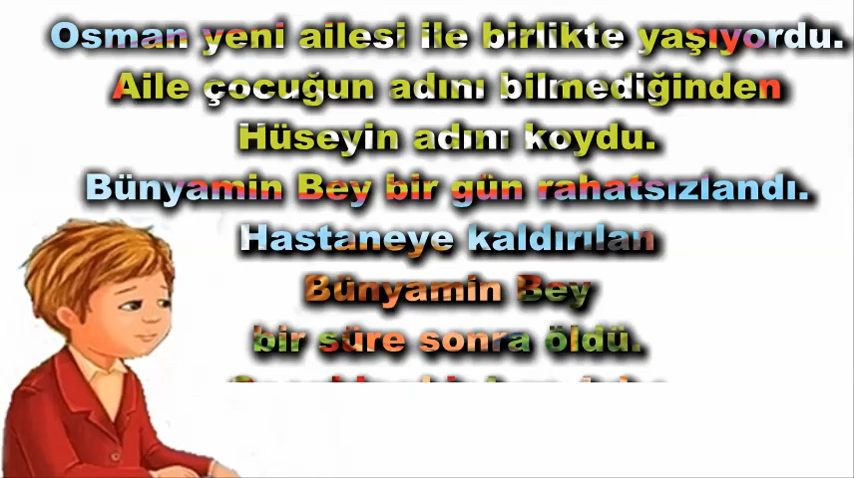 Osman yeni ailesi ile birlikte yaşıyordu.
Aile çocuğun adını bilmediğinden
Hüseyin adını koydu.
Bünyamin Bey bir gün rahatsızlandı.
Hastaneye kaldırılan
Bünyamin Bey
bir süre sonra öldü.